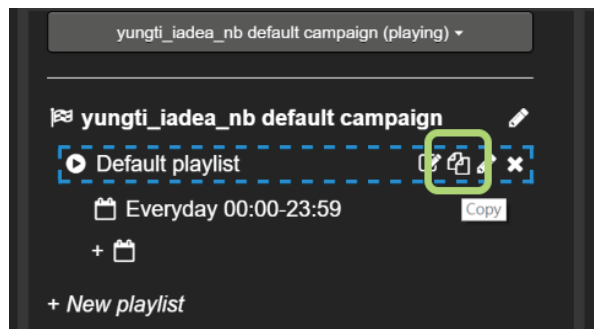 yungti_iadea_nb default campaign (playing)
yungti_iadea_nb default campaign
Default playlist
Everyday 00:00-23:59
Copy
+
+ New playlist